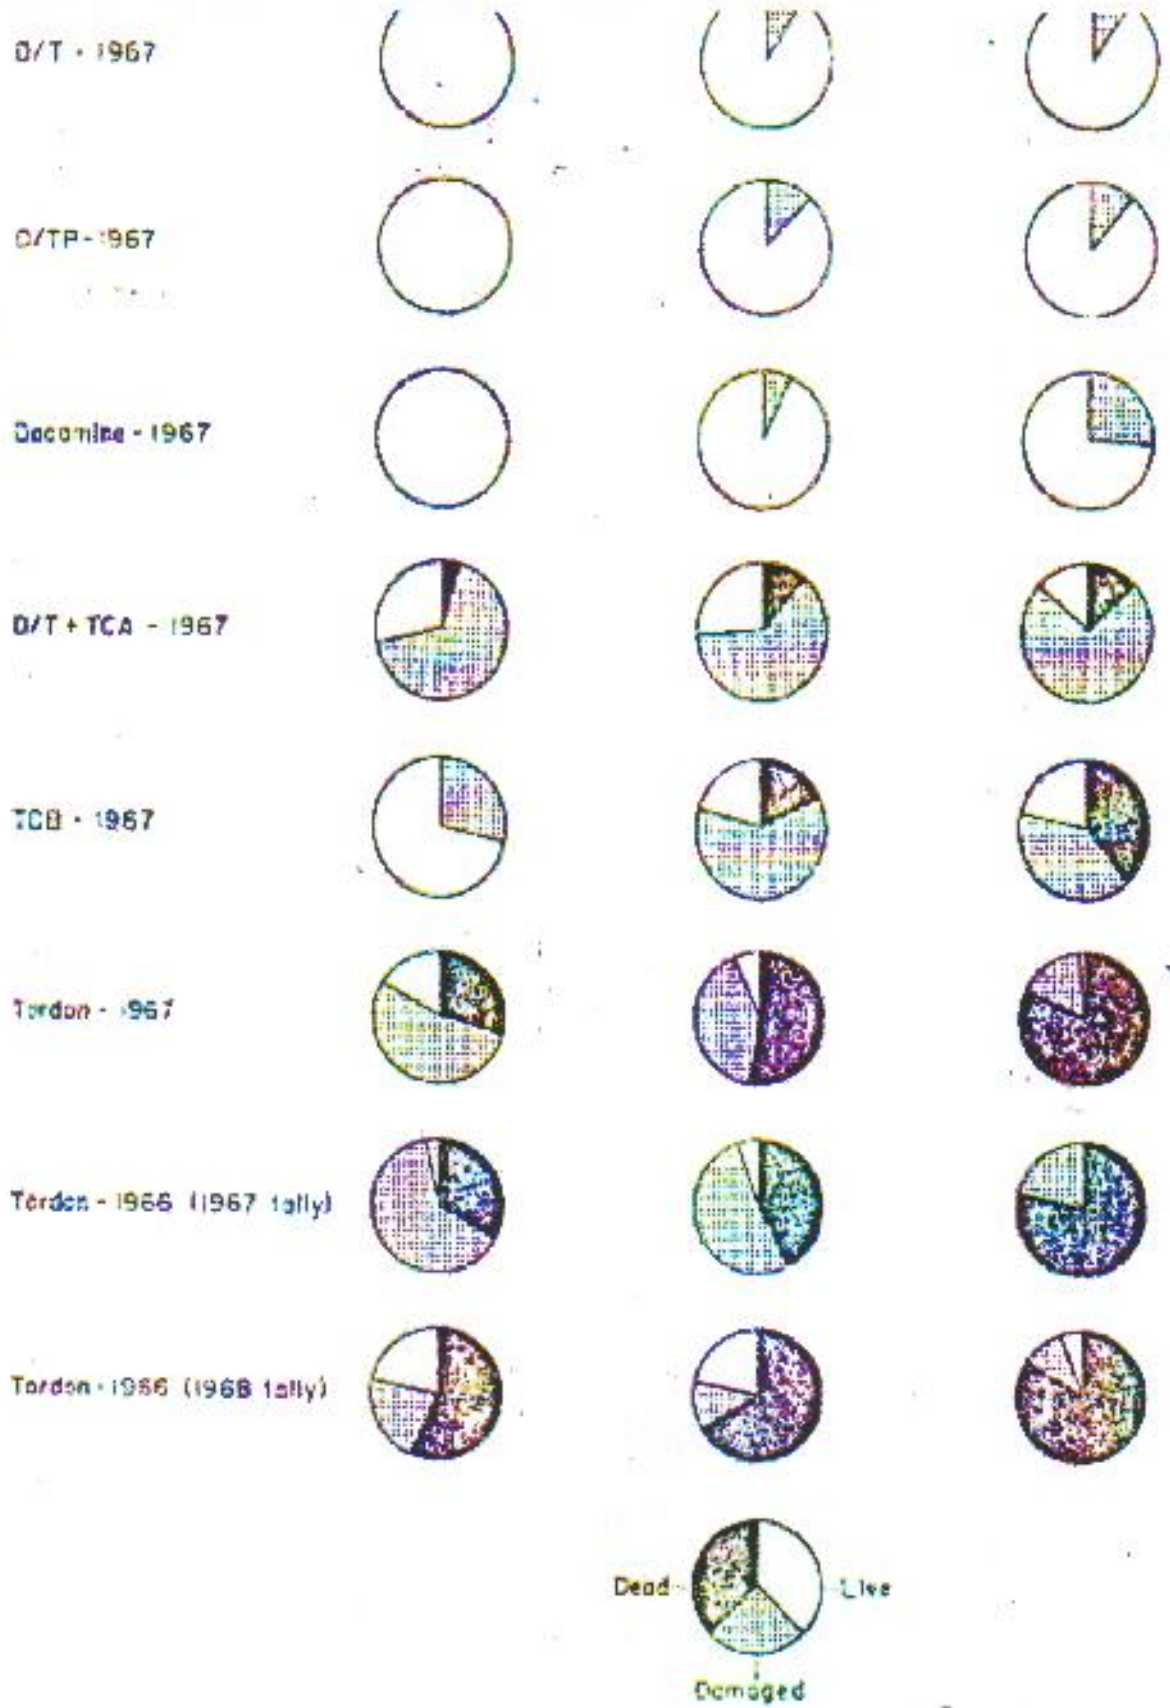 D/T - 1967
D/TP - 1967
Dacamine - 1967
D/T + TCA - 1967
TCB - 1967
Tordon - 1967
Tordon - 1966 (1967 tally)
Tordon - 1966 (1968 tally)
Dead
Live
Damaged